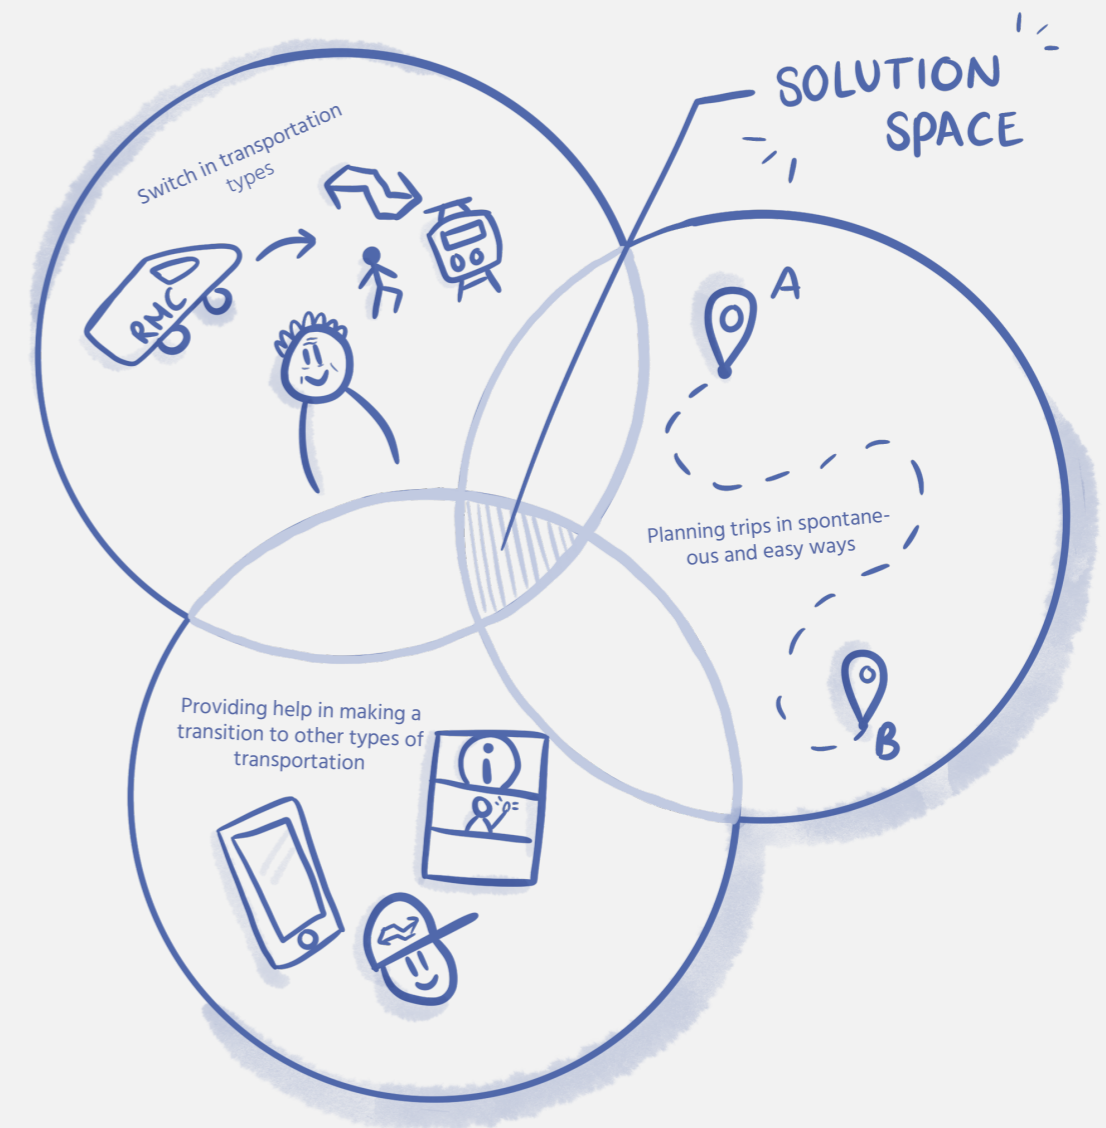 SOLUTION
SPACE
Switch in transportation
types
RMC
A
Planning trips in spontane-
ous and easy ways
B
Providing help in making a
transition to other types of
transportation
i